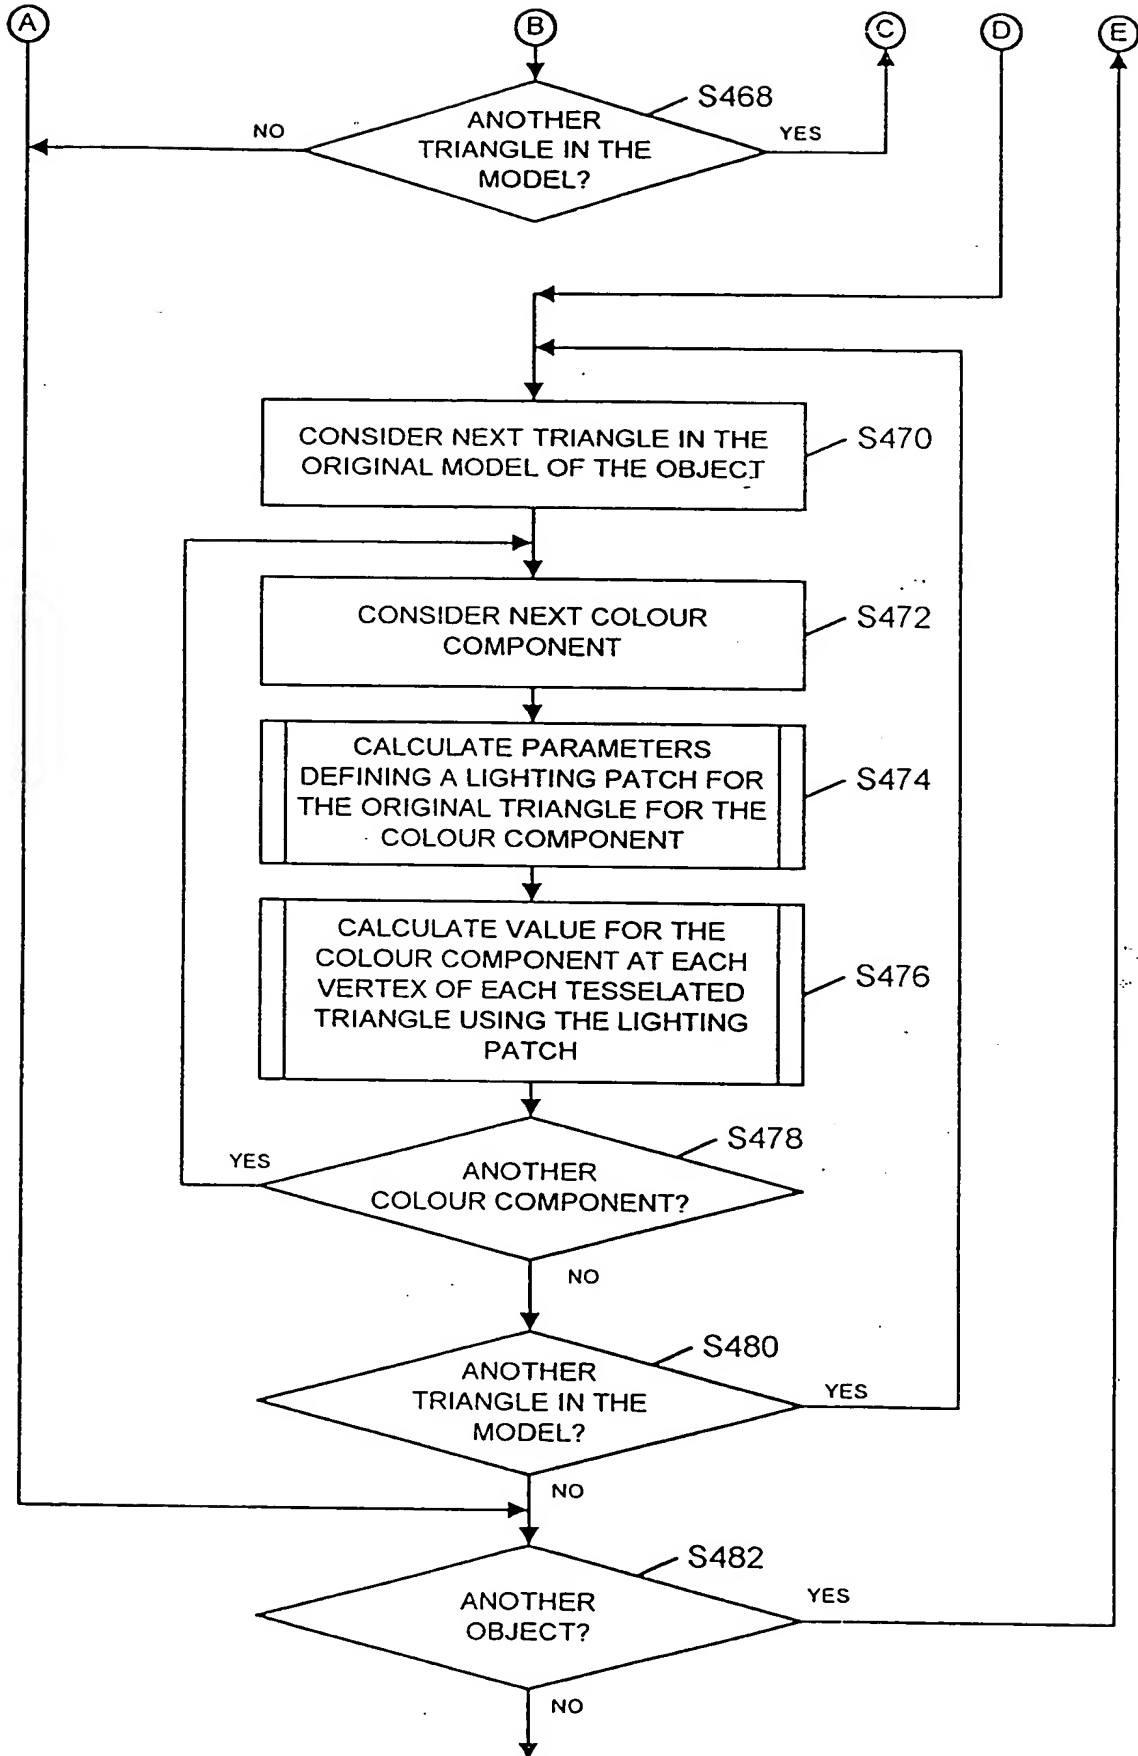 A
B
C
D
E
S468
ANOTHER
TRIANGLE IN THE
MODEL?
NO
YES
CONSIDER NEXT TRIANGLE IN THE
ORIGINAL MODEL OF THE OBJECT
S470
CONSIDER NEXT COLOUR
COMPONENT
S472
CALCULATE PARAMETERS
DEFINING A LIGHTING PATCH FOR
THE ORIGINAL TRIANGLE FOR THE
COLOUR COMPONENT
S474
CALCULATE VALUE FOR THE
COLOUR COMPONENT AT EACH
VERTEX OF EACH TESSELATED
TRIANGLE USING THE LIGHTING
PATCH
S476
S478
YES
ANOTHER
COLOUR COMPONENT?
NO
S480
ANOTHER
TRIANGLE IN THE
MODEL?
YES
NO
S482
ANOTHER
OBJECT?
YES
NO